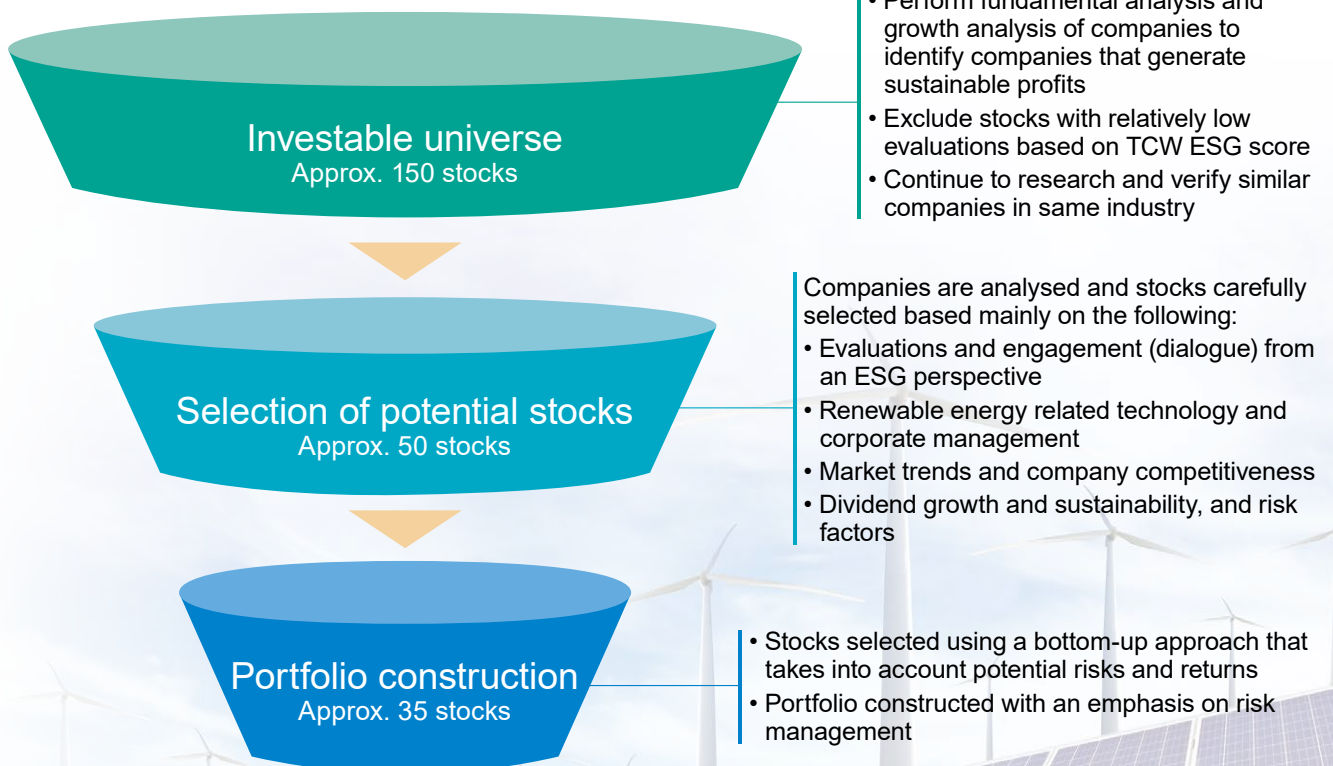 • Perform fundamental analysis and
growth analysis of companies to
identify companies that generate
sustainable profits
• Exclude stocks with relatively low
evaluations based on TCW ESG score
• Continue to research and verify similar
companies in same industry
Investable universe
Approx. 150 stocks
Companies are analysed and stocks carefully
selected based mainly on the following:
• Evaluations and engagement (dialogue) from
an ESG perspective
• Renewable energy related technology and
corporate management
• Market trends and company competitiveness
• Dividend growth and sustainability, and risk
factors
Selection of potential stocks
Approx. 50 stocks
• Stocks selected using a bottom-up approach that
takes into account potential risks and returns
• Portfolio constructed with an emphasis on risk
management
Portfolio construction
Approx. 35 stocks